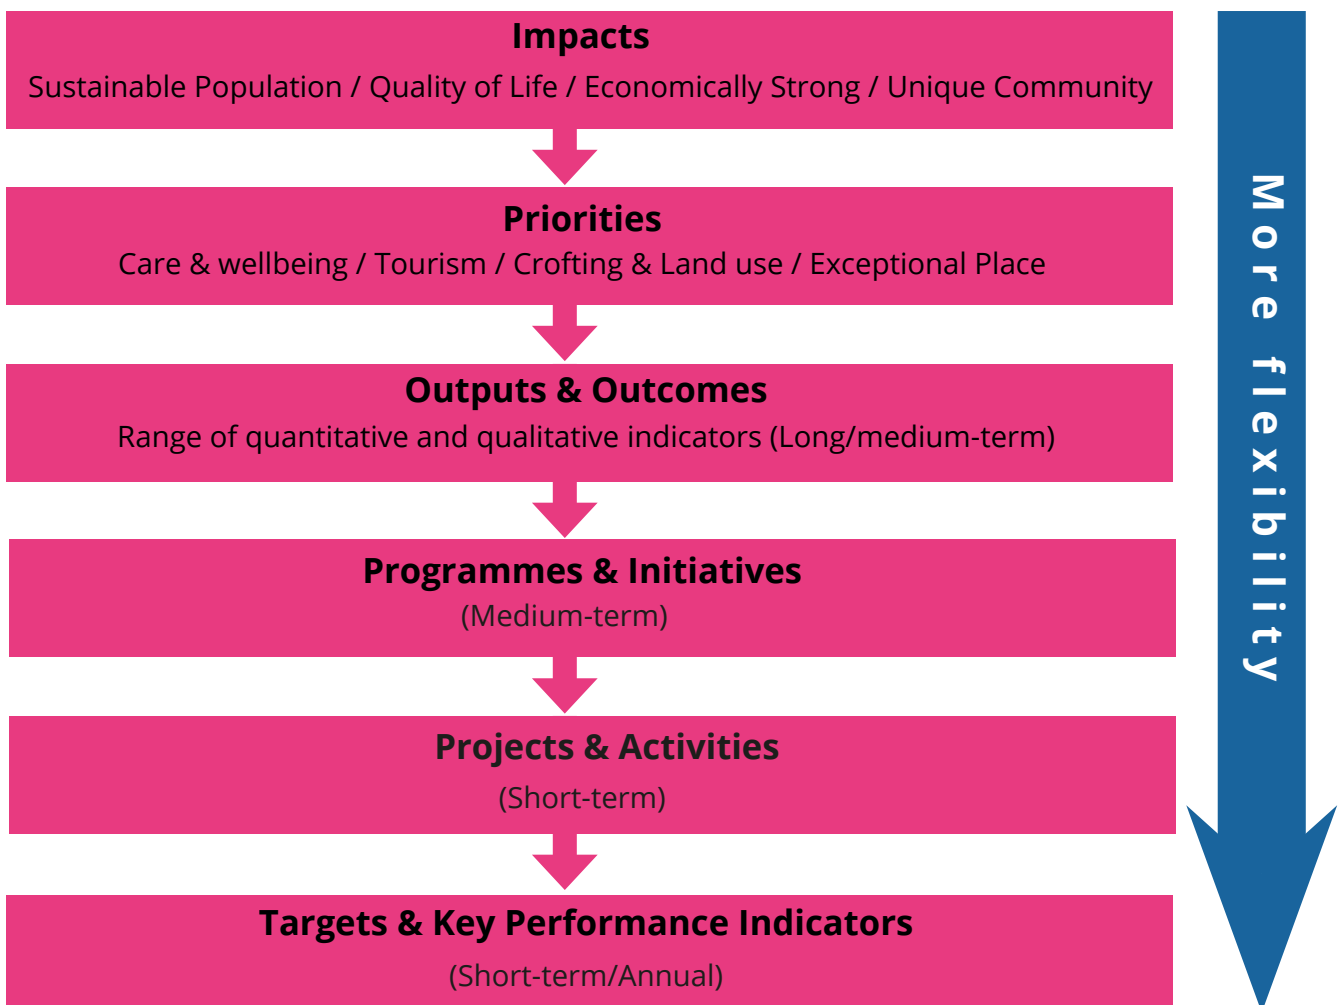 Impacts
Sustainable Population / Quality of Life / Economically Strong / Unique Community
Priorities
Care & wellbeing / Tourism / Crofting & Land use / Exceptional Place
Outputs & Outcomes
Range of quantitative and qualitative indicators (Long/medium-term)
Programmes & Initiatives
(Medium-term)
Projects & Activities
(Short-term)
Targets & Key Performance Indicators
(Short-term/Annual)
More flexibility